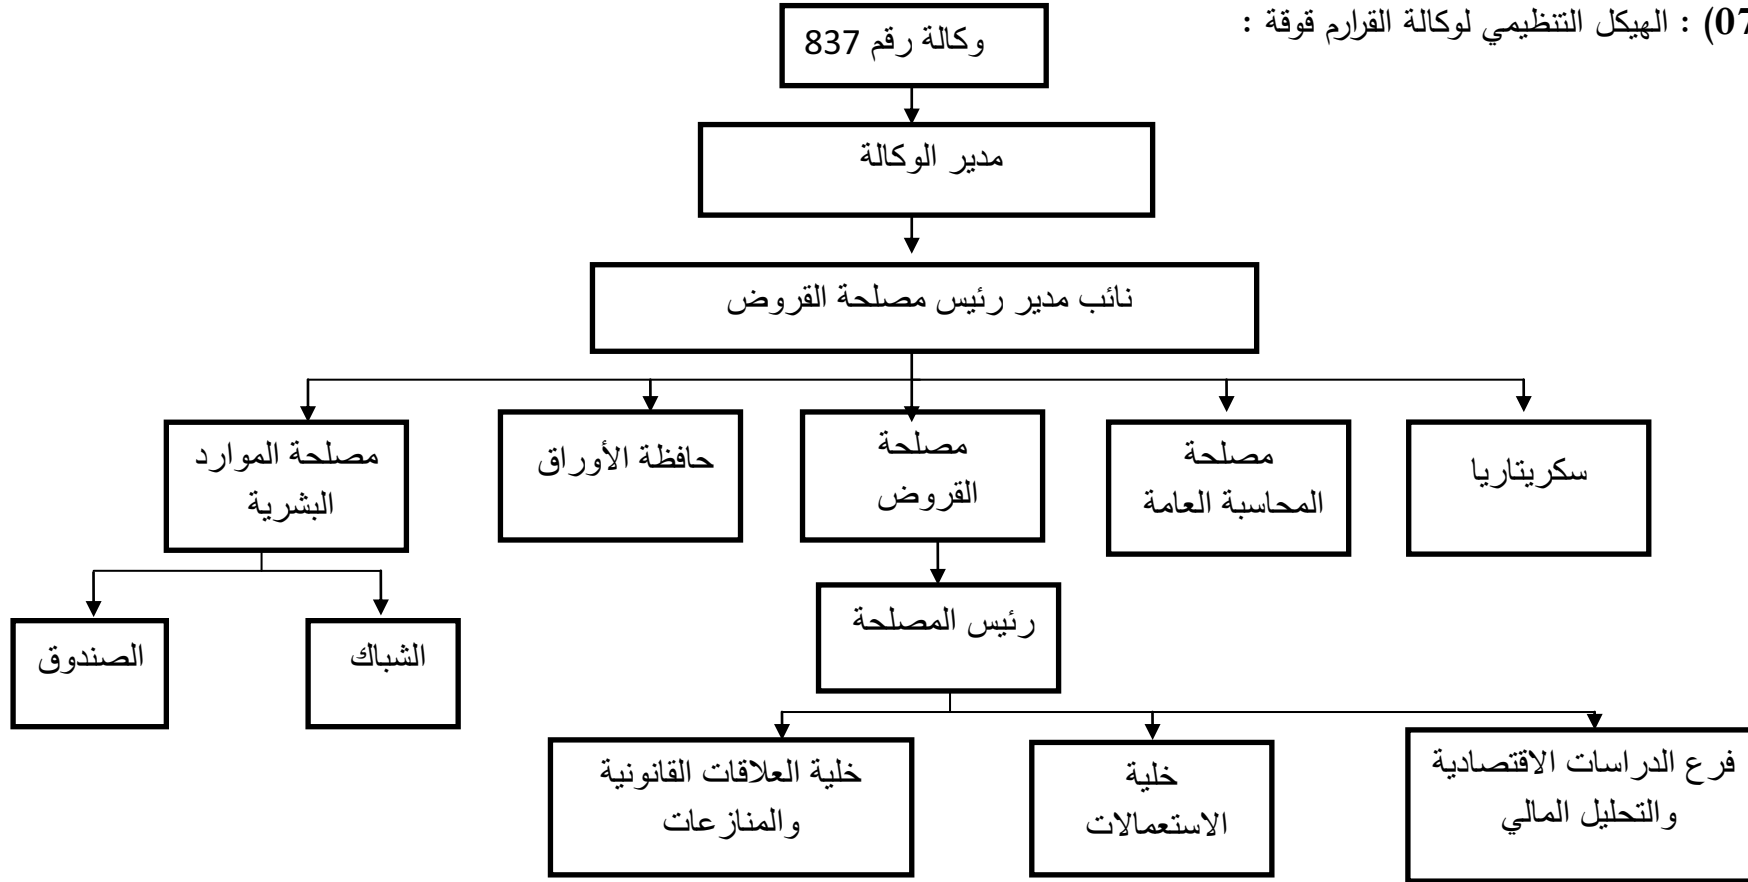 07) : الهيكل التنظيمي لوكالة القرارم قوقة :
وكالة رقم 837
مدير الوكالة
نائب مدير رئيس مصلحة القروض
سكريتاريا
مصلحة
المحاسبة العامة
مصلحة
القروض
حافظة الأوراق
مصلحة الموارد
البشرية
رئيس المصلحة
الشباك
الصندوق
فرع الدراسات الاقتصادية
والتحليل المالي
خلية
الاستعمالات
خلية العلاقات القانونية
والمنازعات